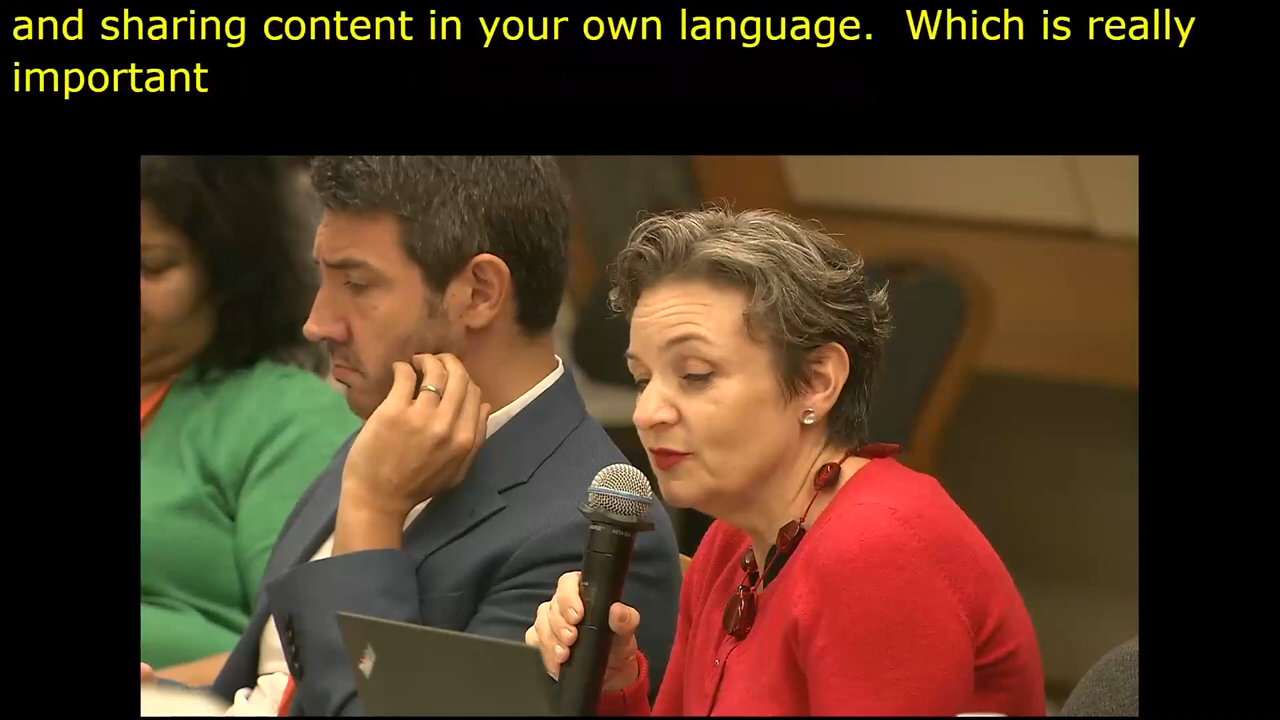 and sharing content in your own language.  Which is really
important